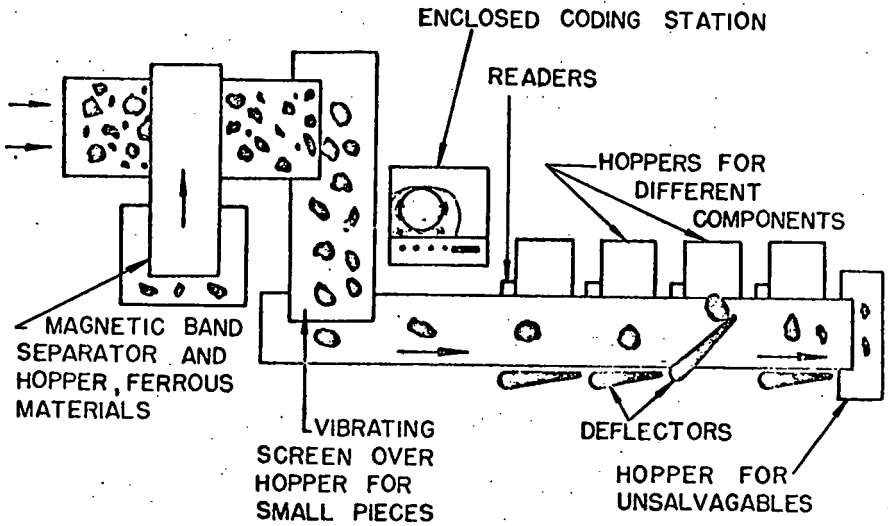 ENCLOSED CODING STATION
READERS
HOPPERS FOR
DIFFERENT
COMPONENTS
MAGNETIC BAND
SEPARATOR AND
HOPPER, FERROUS
MATERIALS
VIBRATING
SCREEN OVER
HOPPER FOR
SMALL PIECES
DEFLECTORS
HOPPER FOR
UNSALVAGABLES